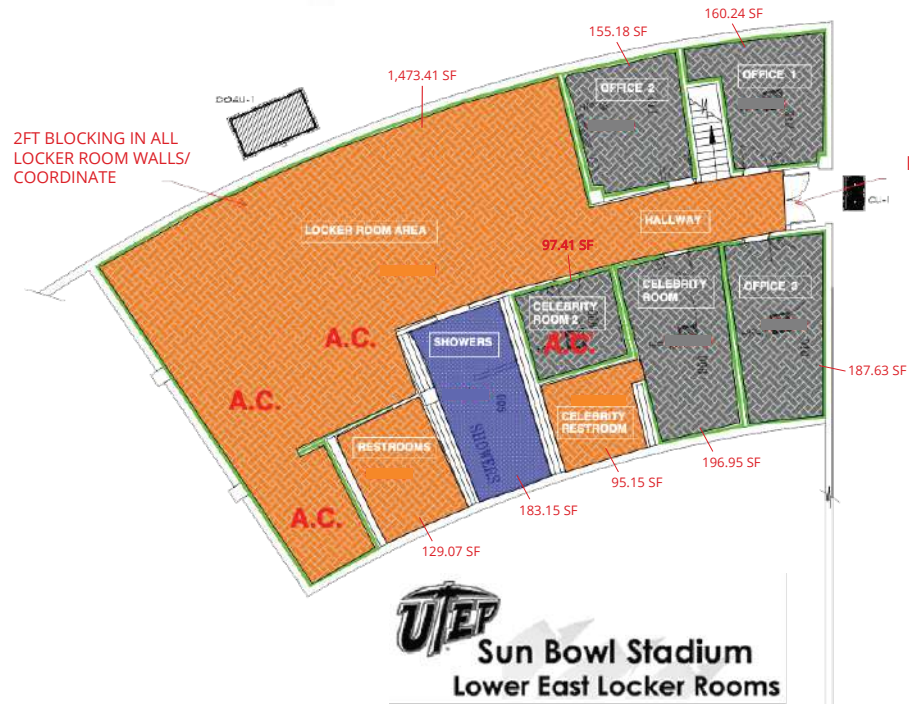 160.24 SF
155.18 SF
1,473.41 SF
OFFICE 1
OFFICE 2
DOAU-1
2FT BLOCKING IN ALL
LOCKER ROOM WALLS/
COORDINATE
HALLWAY
LOCKER ROOM AREA
97.41 SF
CELEBRITY
ROOM
OFFICE 3
CELEBRITY
ROOM 2
A.C.
SHOWERS
A.C.
187.63 SF
A.C.
CELEBRITY
RESTROOM
RESTROOMS
SHOWERS
196.95 SF
95.15 SF
A.C.
183.15 SF
129.07 SF
UTEP
Sun Bowl Stadium
Lower East Locker Rooms